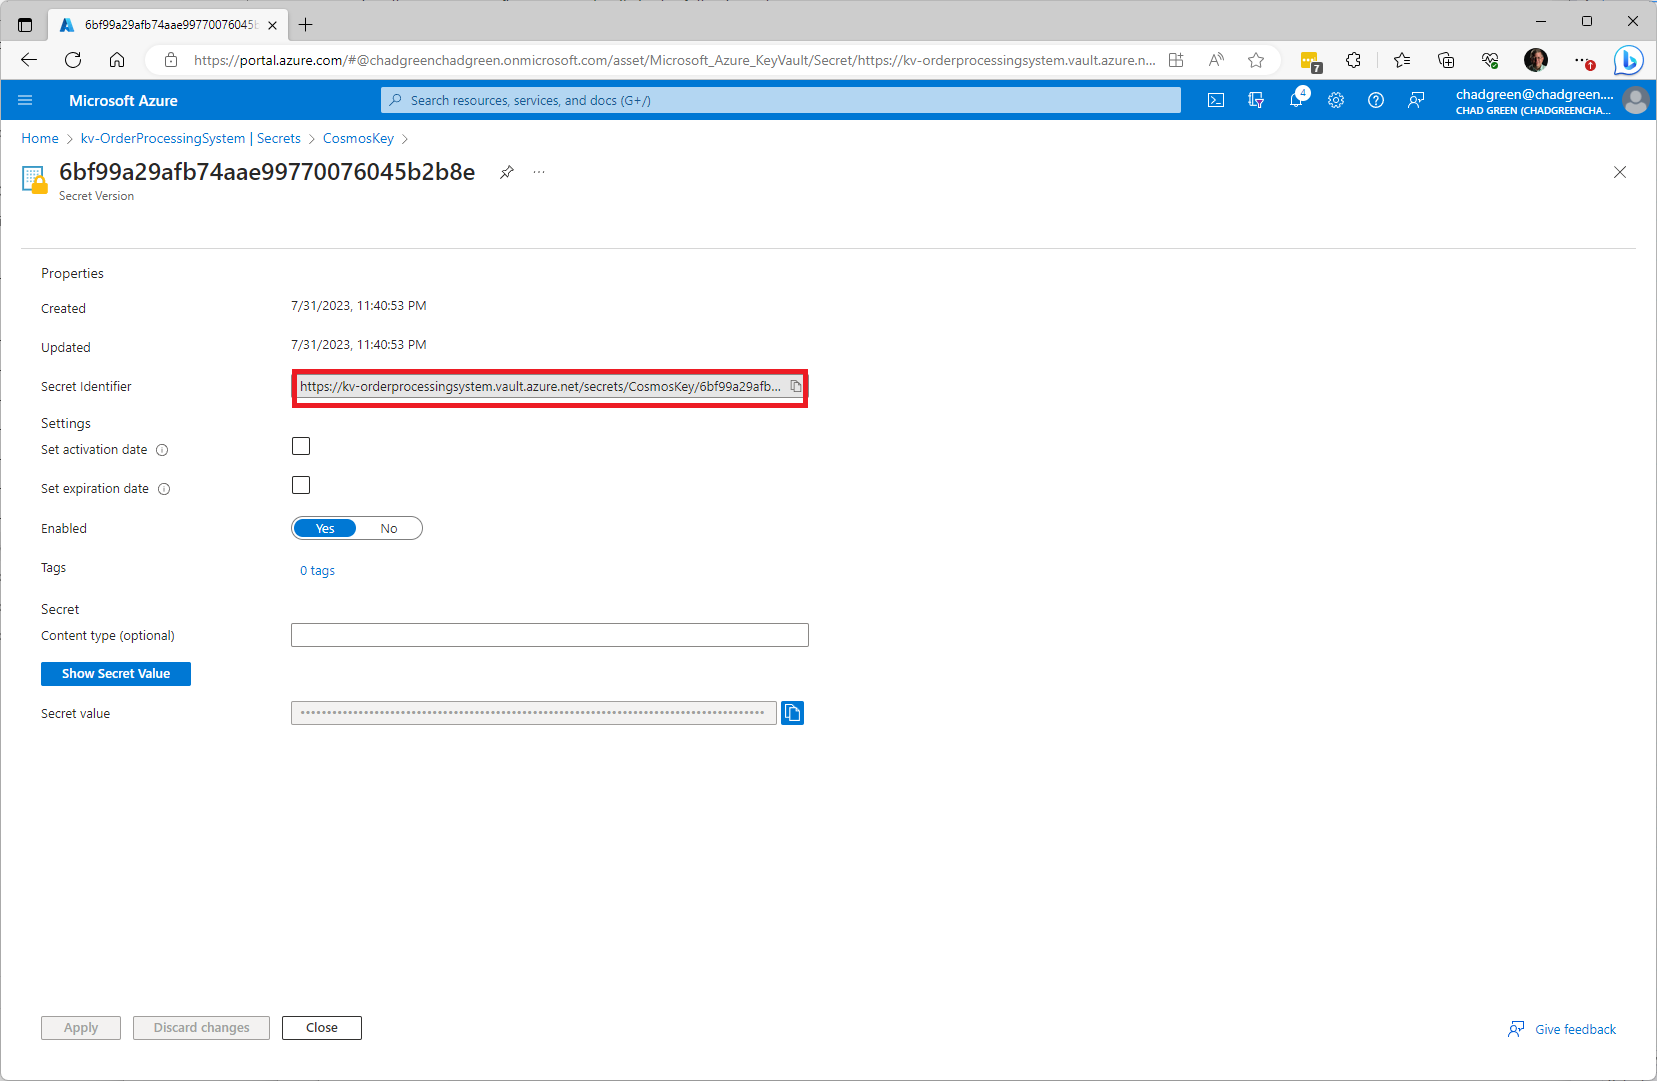 6bf99a29afb74aae99770076045b
https://portal.azure.com/#@chadgreenchadgreen.onmicrosoft.com/asset/Microsoft_Azure_KeyVault/Secret/https://kv-orderprocessingsystem.vault.azure.n...
7
Microsoft Azure
Search resources, services, and docs (G+/)
4
chadgreen@chadgreen....
CHAD GREEN (CHADGREENCHA...
Home > kv-OrderProcessingSystem | Secrets > CosmosKey >
6bf99a29afb74aae99770076045b2b8e
Secret Version
Properties
Created
7/31/2023, 11:40:53 PM
Updated
7/31/2023, 11:40:53 PM
Secret Identifier
https://kv-orderprocessingsystem.vault.azure.net/secrets/CosmosKey/6bf99a29afb...
Settings
Set activation date
Set expiration date
Enabled
Yes No
Tags
0 tags
Secret
Content type (optional)
Show Secret Value
Secret value
Apply Discard changes Close
Give feedback